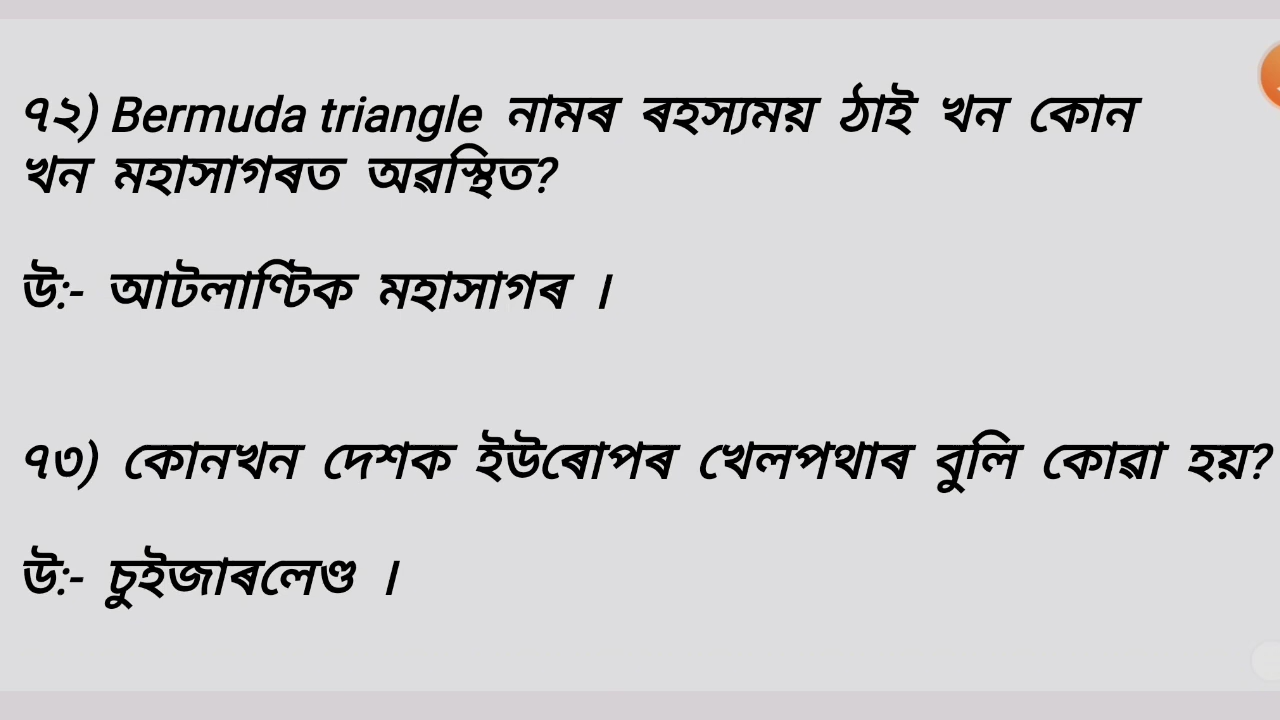 ৭২) Bermuda triangle নামৰ ৰহস্যময় ঠাই খন কোন
খন মহাসাগৰত অৱস্থিত?
উ:- আটলাণ্টিক মহাসাগৰ ।
৭৩) কোনখন দেশক ইউৰোপৰ খেলপথাৰ বুলি কোৱা হয়?
উ:- চুইজাৰলেণ্ড ।